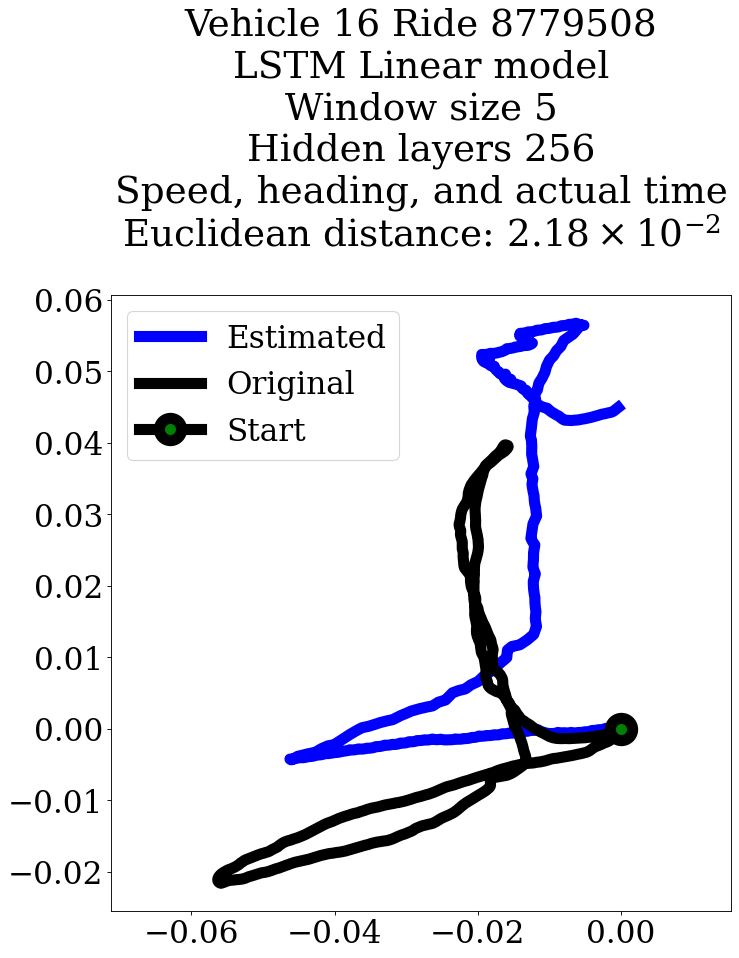 Vehicle 16 Ride 8779508
LSTM Linear model
Window size 5
Hidden layers 256
Speed, heading, and actual time
Euclidean distance: 2.18 × 10⁻²
Estimated
Original
Start
0.06
0.05
0.04
0.03
0.02
0.01
0.00
−0.01
−0.02
−0.06 −0.04 −0.02 0.00